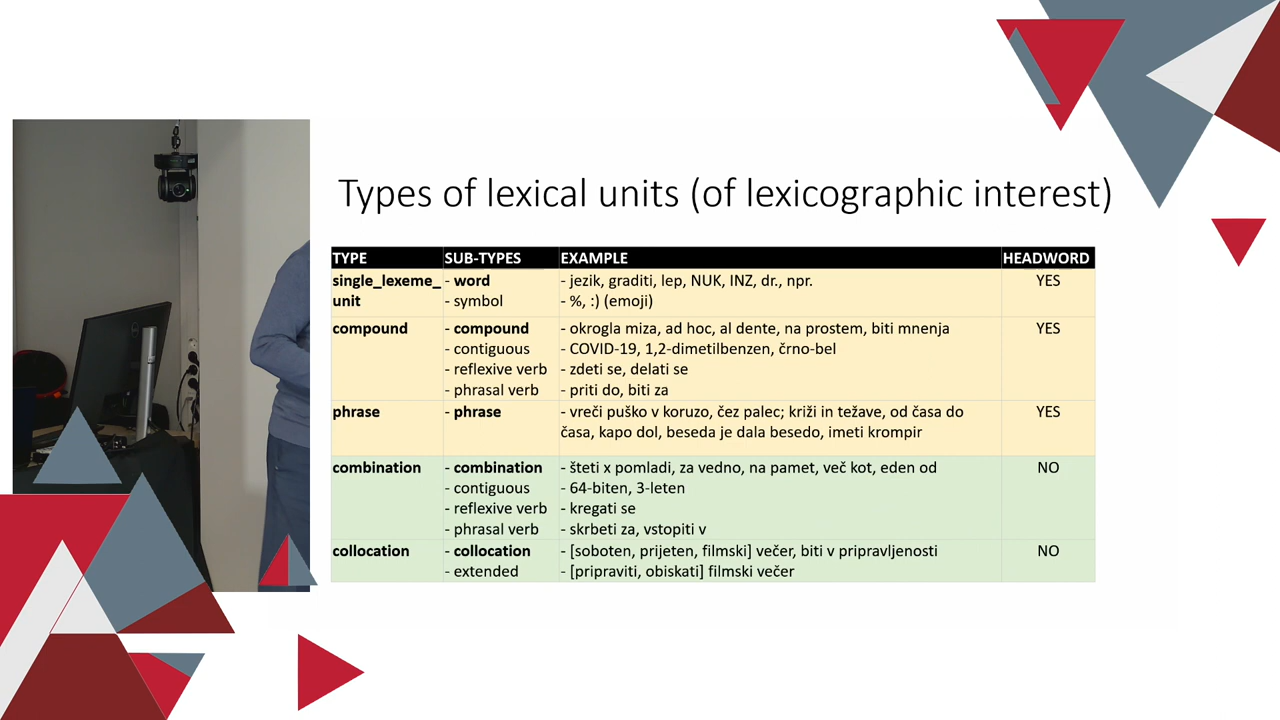 Types of lexical units (of lexicographic interest)
TYPE SUB-TYPES EXAMPLE HEADWORD
single_lexeme_ - word - jezik, graditi, lep, NUK, INZ, dr., npr. YES
unit - symbol - %, :) (emoji)
compound - compound - okrogla miza, ad hoc, al dente, na prostem, biti mnenja YES
- contiguous - COVID-19, 1,2-dimetilbenzen, črno-bel
- reflexive verb - zdeti se, delati se
- phrasal verb - priti do, biti za
phrase - phrase - vreči puško v koruzo, čez palec; križi in težave, od časa do YES
časa, kapo dol, beseda je dala besedo, imeti krompir
combination - combination - šteti x pomladi, za vedno, na pamet, več kot, eden od NO
- contiguous - 64-biten, 3-leten
- reflexive verb - kregati se
- phrasal verb - skrbeti za, vstopiti v
collocation - collocation - [soboten, prijeten, filmski] večer, biti v pripravljenosti NO
- extended - [pripraviti, obiskati] filmski večer